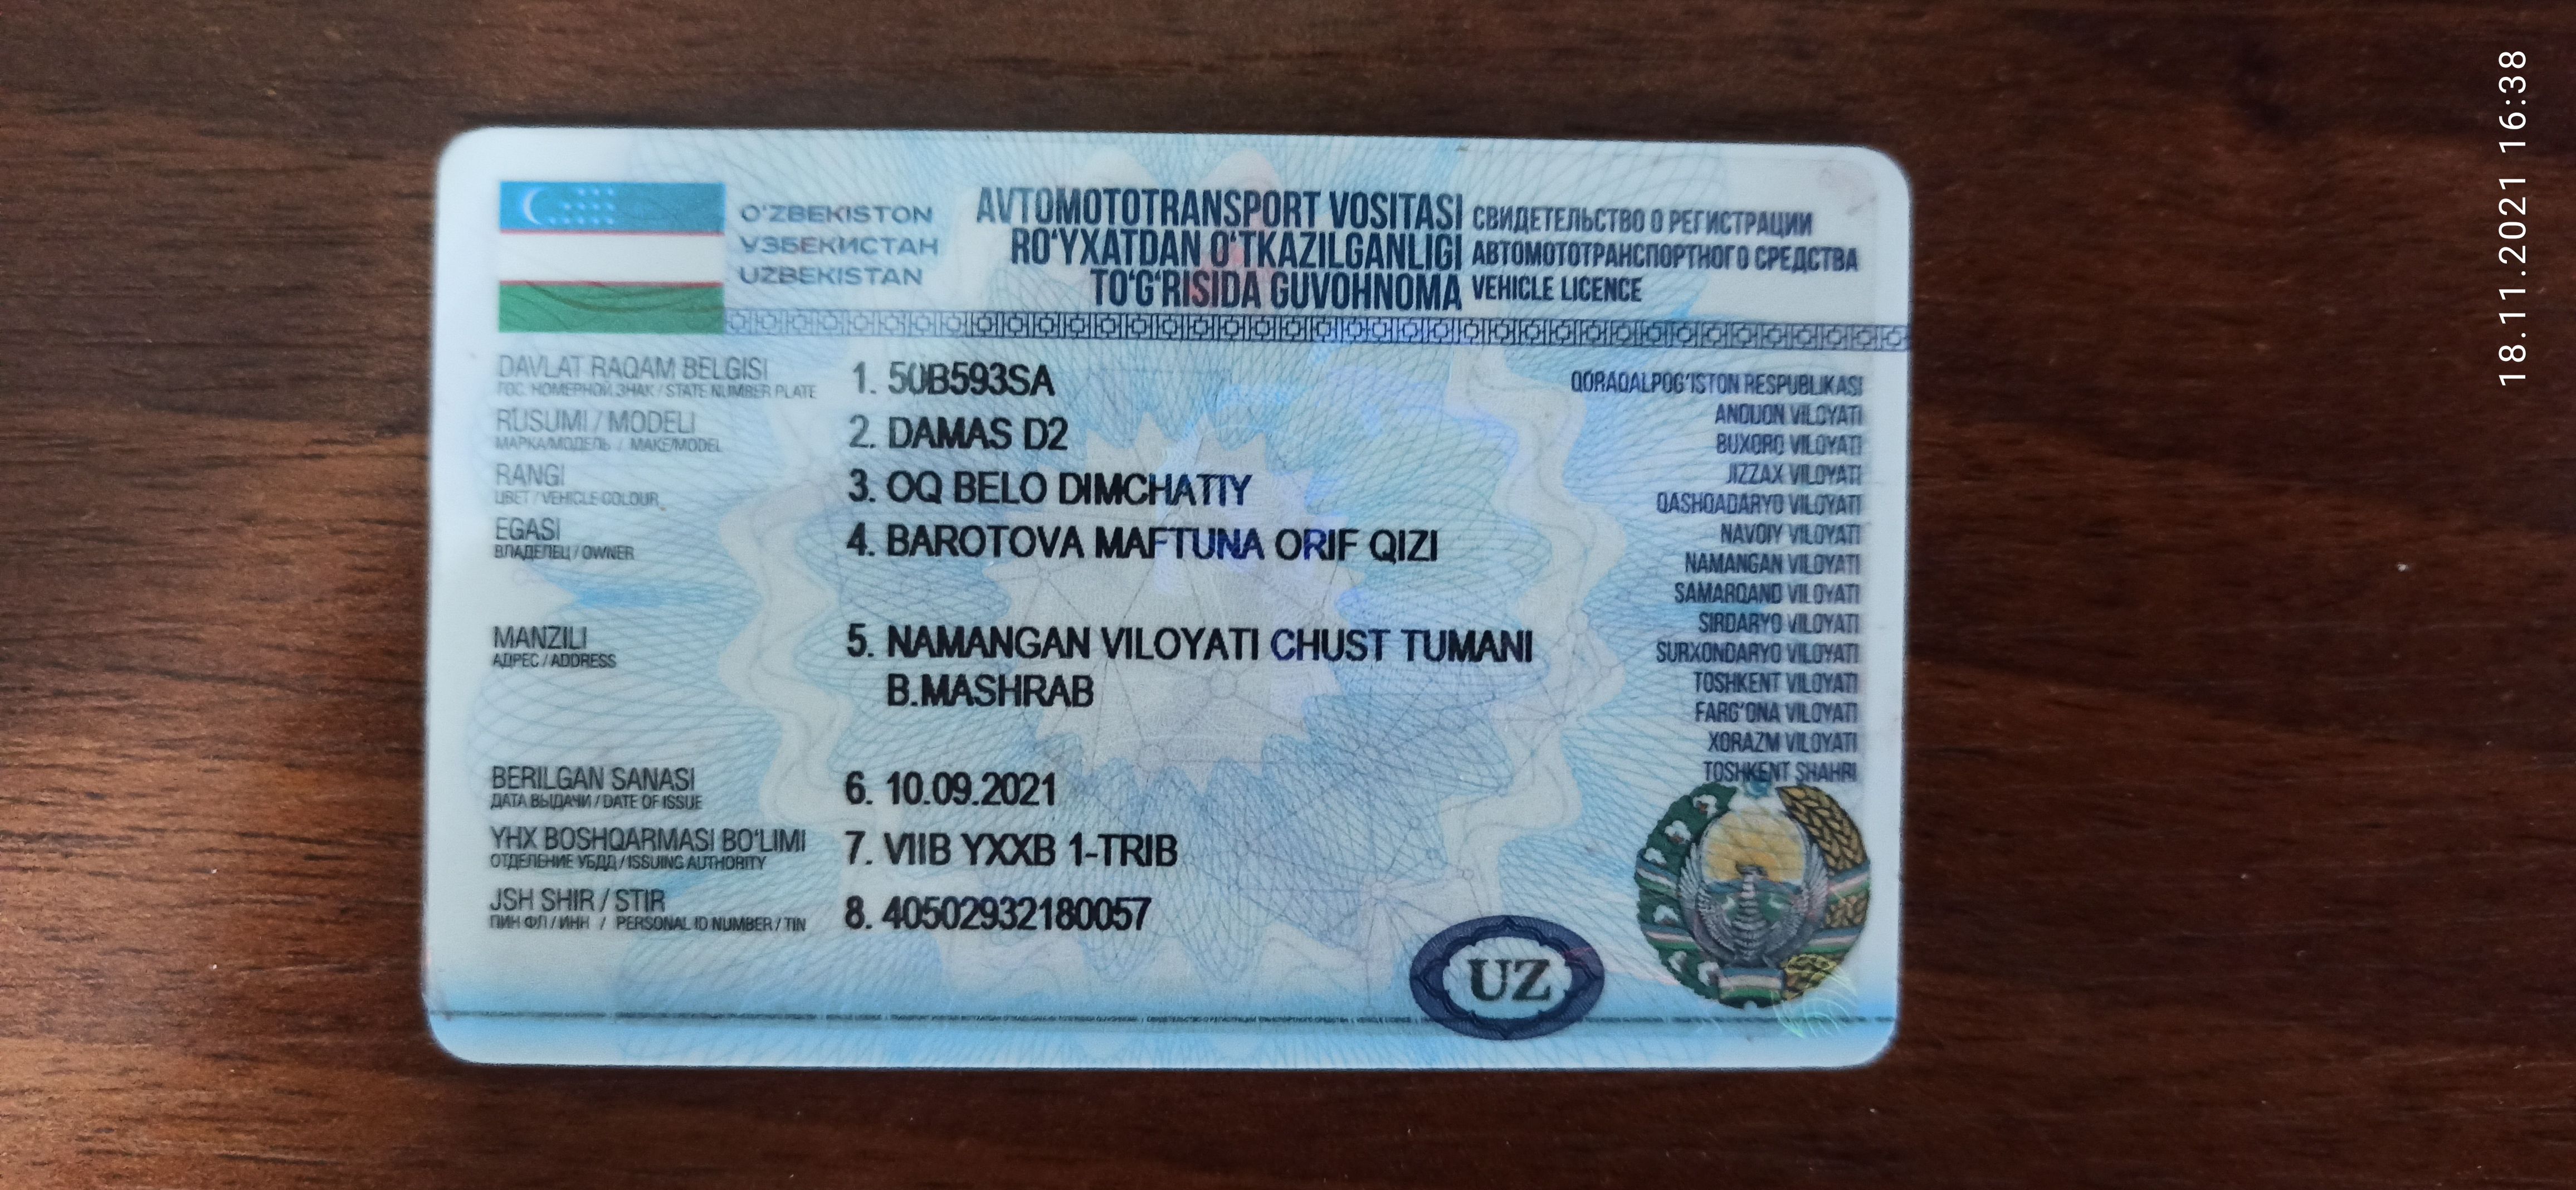 O'ZBEKISTON
УЗБЕКИСТАН
UZBEKISTAN
AVTOMOTOTRANSPORT VOSITASI
RO'YXATDAN O'TKAZILGANLIGI
TO'G'RISIDA GUVOHNOMA
СВИДЕТЕЛЬСТВО О РЕГИСТРАЦИИ
АВТОМОТОТРАНСПОРТНОГО СРЕДСТВА
VEHICLE LICENCE
DAVLAT RAQAM BELGISI
ГОС. НОМЕРНОЙ ЗНАК / STATE NUMBER PLATE
1. 50B593SA
RUSUMI / MODELI
МАРКА/МОДЕЛЬ / MAKE/MODEL
2. DAMAS D2
RANGI
ЦВЕТ / VEHICLE COLOUR
3. OQ BELO DIMCHATIY
EGASI
ВЛАДЕЛЕЦ / OWNER
4. BAROTOVA MAFTUNA ORIF QIZI
MANZILI
АДРЕС / ADDRESS
5. NAMANGAN VILOYATI CHUST TUMANI
B.MASHRAB
BERILGAN SANASI
ДАТА ВЫДАЧИ / DATE OF ISSUE
6. 10.09.2021
YHX BOSHQARMASI BO'LIMI
ОТДЕЛЕНИЕ УБДД / ISSUING AUTHORITY
7. VIIB YXXB 1-TRIB
JSH SHIR / STIR
ПИН ФЛ / ИНН / PERSONAL ID NUMBER / TIN
8. 40502932180057
QORAQALPOG'ISTON RESPUBLIKASI
ANDIJON VILOYATI
BUXORO VILOYATI
JIZZAX VILOYATI
QASHQADARYO VILOYATI
NAVOIY VILOYATI
NAMANGAN VILOYATI
SAMARQAND VILOYATI
SIRDARYO VILOYATI
SURXONDARYO VILOYATI
TOSHKENT VILOYATI
FARG'ONA VILOYATI
XORAZM VILOYATI
TOSHKENT SHAHRI
UZ
18.11.2021 16:38